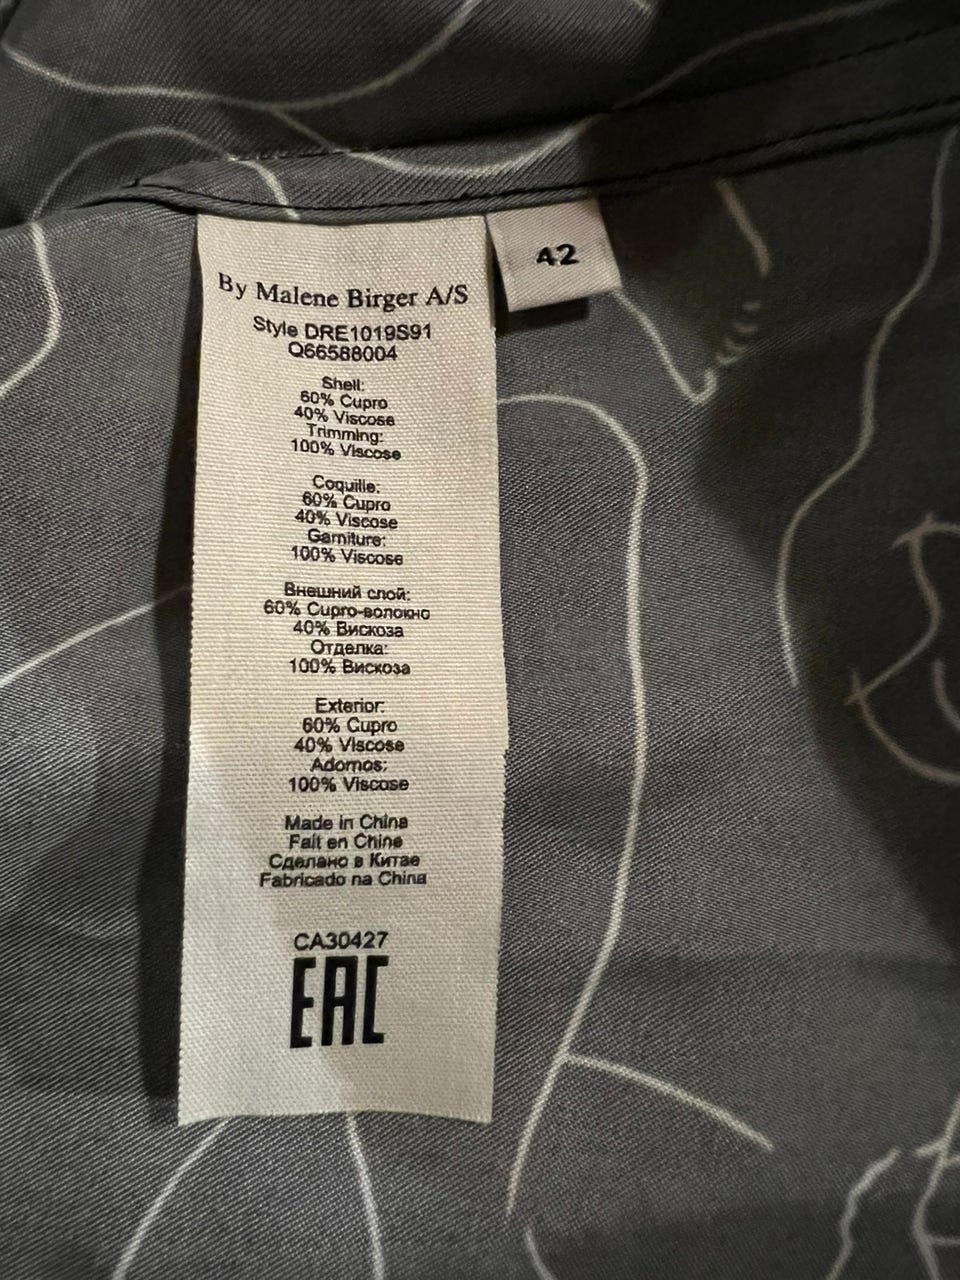 By Malene Birger A/S
Style DRE1019S91
Q66588004
Shell:
60% Cupro
40% Viscose
Trimming:
100% Viscose
Coquille:
60% Cupro
40% Viscose
Garniture:
100% Viscose
Внешний слой:
60% Cupro-волокно
40% Вискоза
Отделка:
100% Вискоза
Exterior:
60% Cupro
40% Viscose
Adornos:
100% Viscose
Made in China
Fait en Chine
Сделано в Китае
Fabricado na China
CA30427
EAC
42